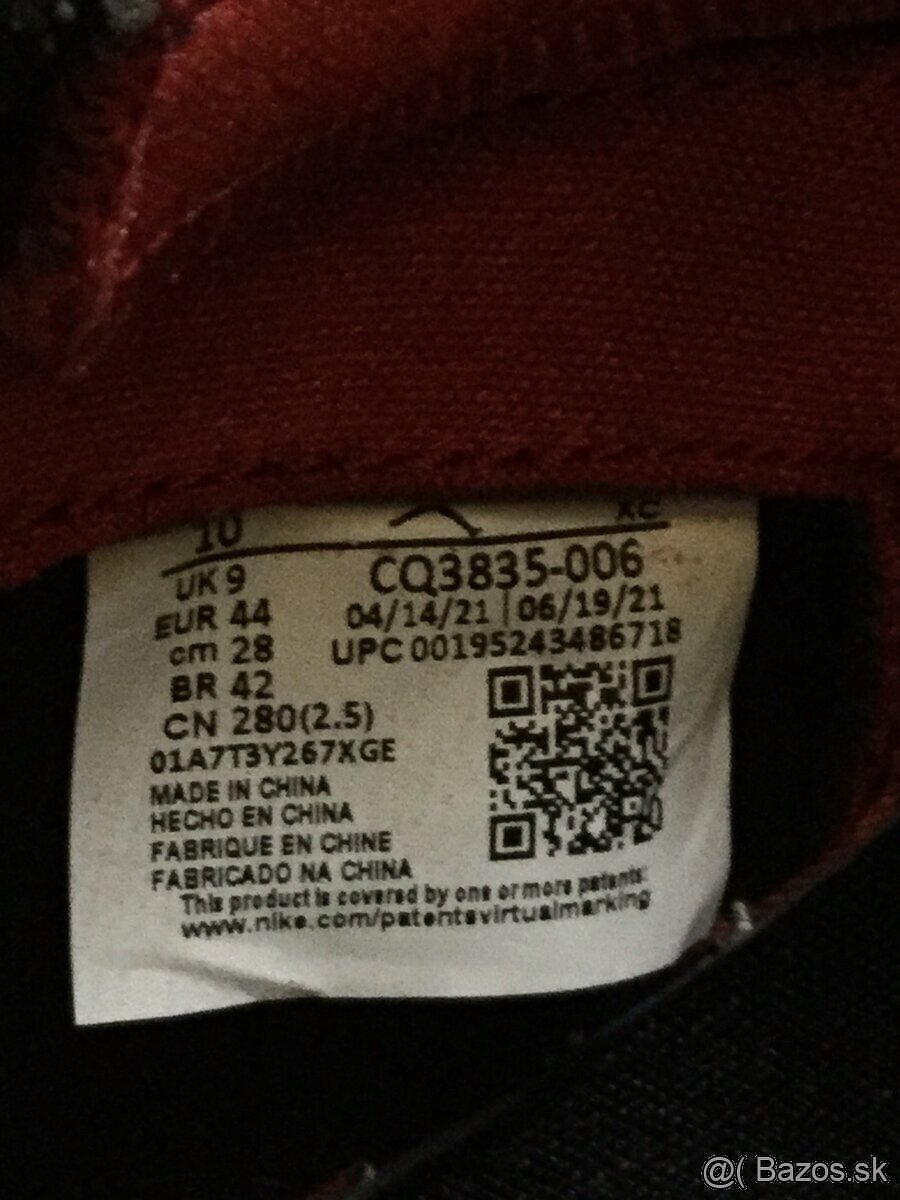 10
XC
UK 9
CQ3835-006
EUR 44
04/14/21 | 06/19/21
cm 28
UPC 00195243486718
BR 42
CN 280(2.5)
01A7T3Y267XGE
MADE IN CHINA
HECHO EN CHINA
FABRIQUE EN CHINE
FABRICADO NA CHINA
This product is covered by one or more patents:
www.nike.com/patentsvirtualmarking
@( Bazos.sk